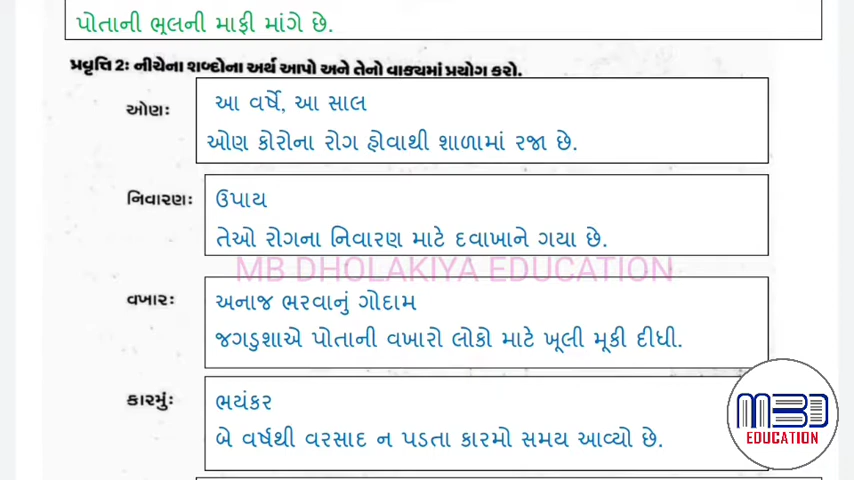 પોતાની ભૂલની માફી માંગે છે.
પ્રવૃત્તિ 2: નીચેના શબ્દોના અર્થ આપો અને તેનો વાક્યમાં પ્રયોગ કરો.
ઓણઃ
આ વર્ષે, આ સાલ
ઓણ કોરોના રોગ હોવાથી શાળામાં રજા છે.
નિવારણઃ
ઉપાય
તેઓ રોગના નિવારણ માટે દવાખાને ગયા છે.
MB DHOLAKIYA EDUCATION
વખારઃ
અનાજ ભરવાનું ગોદામ
જગડુશાએ પોતાની વખારો લોકો માટે ખૂલી મૂકી દીધી.
કારમુંઃ
ભયંકર
બે વર્ષથી વરસાદ ન પડતા કારમો સમય આવ્યો છે.
MBD
EDUCATION